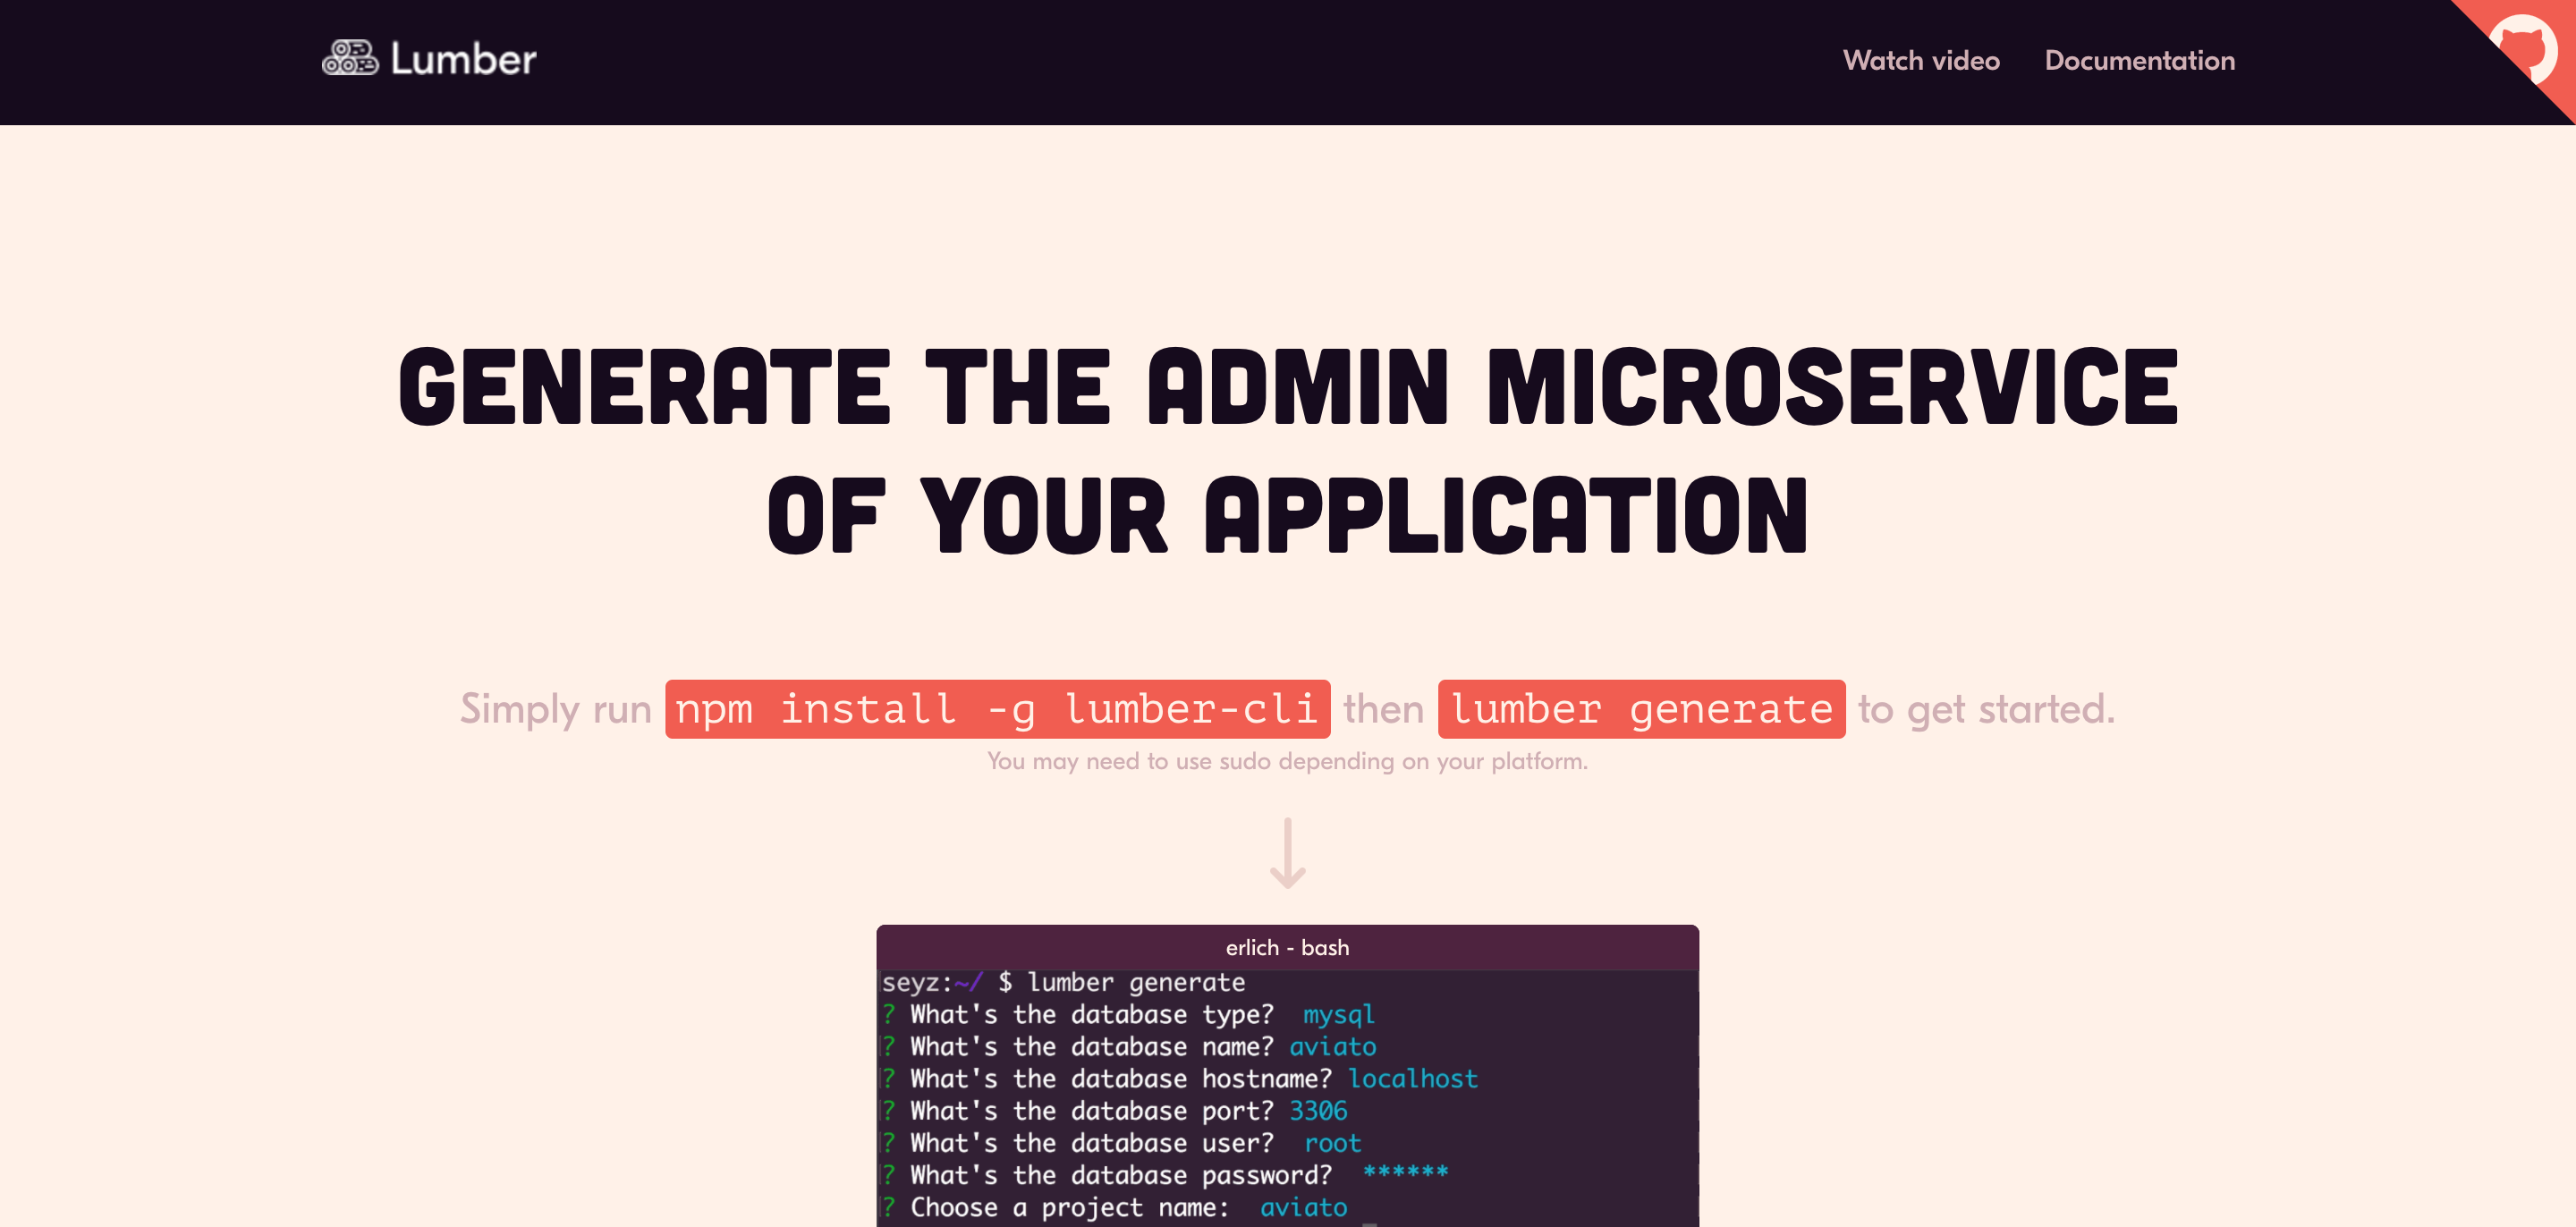 Lumber
Watch video Documentation
GENERATE THE ADMIN MICROSERVICE
OF YOUR APPLICATION
Simply run npm install -g lumber-cli then lumber generate to get started.
You may need to use sudo depending on your platform.
erlich - bash
seyz:~/ $ lumber generate
? What's the database type?  mysql
? What's the database name? aviato
? What's the database hostname? localhost
? What's the database port? 3306
? What's the database user?  root
? What's the database password?  ******
? Choose a project name:  aviato